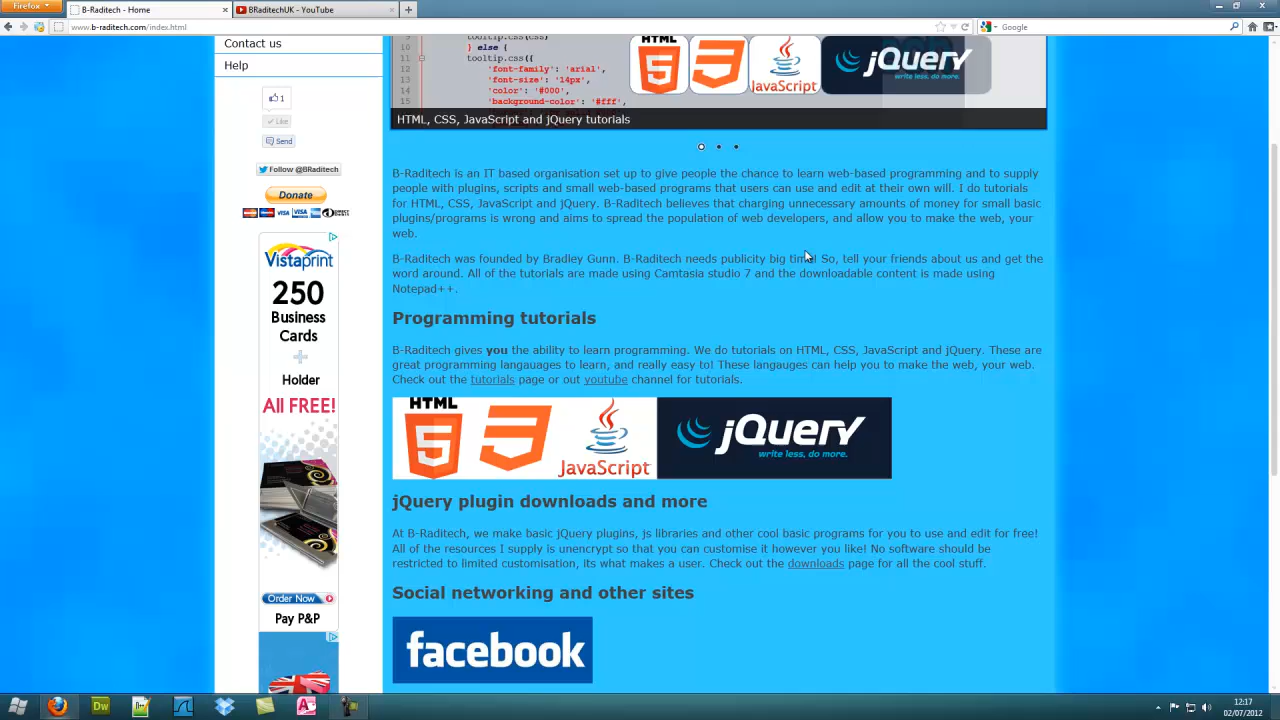 Firefox
B-Raditech - Home
BRaditechUK - YouTube
www.b-raditech.com/index.html
Google
Contact us
Help
1
Like
Send
Follow @BRaditech
Donate
Vistaprint
250
Business
Cards
+
Holder
All FREE!
Order Now
Pay P&P
10 } else {
11 tooltip.css({
12 'font-family': 'arial',
13 'font-size': '14px',
14 'color': '#000',
15 'background-color': '#fff',
HTML
5
JavaScript
jQuery
write less, do more.
HTML, CSS, JavaScript and jQuery tutorials
B-Raditech is an IT based organisation set up to give people the chance to learn web-based programming and to supply
people with plugins, scripts and small web-based programs that users can use and edit at their own will. I do tutorials
for HTML, CSS, JavaScript and jQuery. B-Raditech believes that charging unnecessary amounts of money for small basic
plugins/programs is wrong and aims to spread the population of web developers, and allow you to make the web, your
web.
B-Raditech was founded by Bradley Gunn. B-Raditech needs publicity big time! So, tell your friends about us and get the
word around. All of the tutorials are made using Camtasia studio 7 and the downloadable content is made using
Notepad++.
Programming tutorials
B-Raditech gives you the ability to learn programming. We do tutorials on HTML, CSS, JavaScript and jQuery. These are
great programming langauages to learn, and really easy to! These langauges can help you to make the web, your web.
Check out the tutorials page or out youtube channel for tutorials.
HTML
5
JavaScript
jQuery
write less, do more.
jQuery plugin downloads and more
At B-Raditech, we make basic jQuery plugins, js libraries and other cool basic programs for you to use and edit for free!
All of the resources I supply is unencrypt so that you can customise it however you like! No software should be
restricted to limited customisation, its what makes a user. Check out the downloads page for all the cool stuff.
Social networking and other sites
facebook
Dw
12:17
02/07/2012